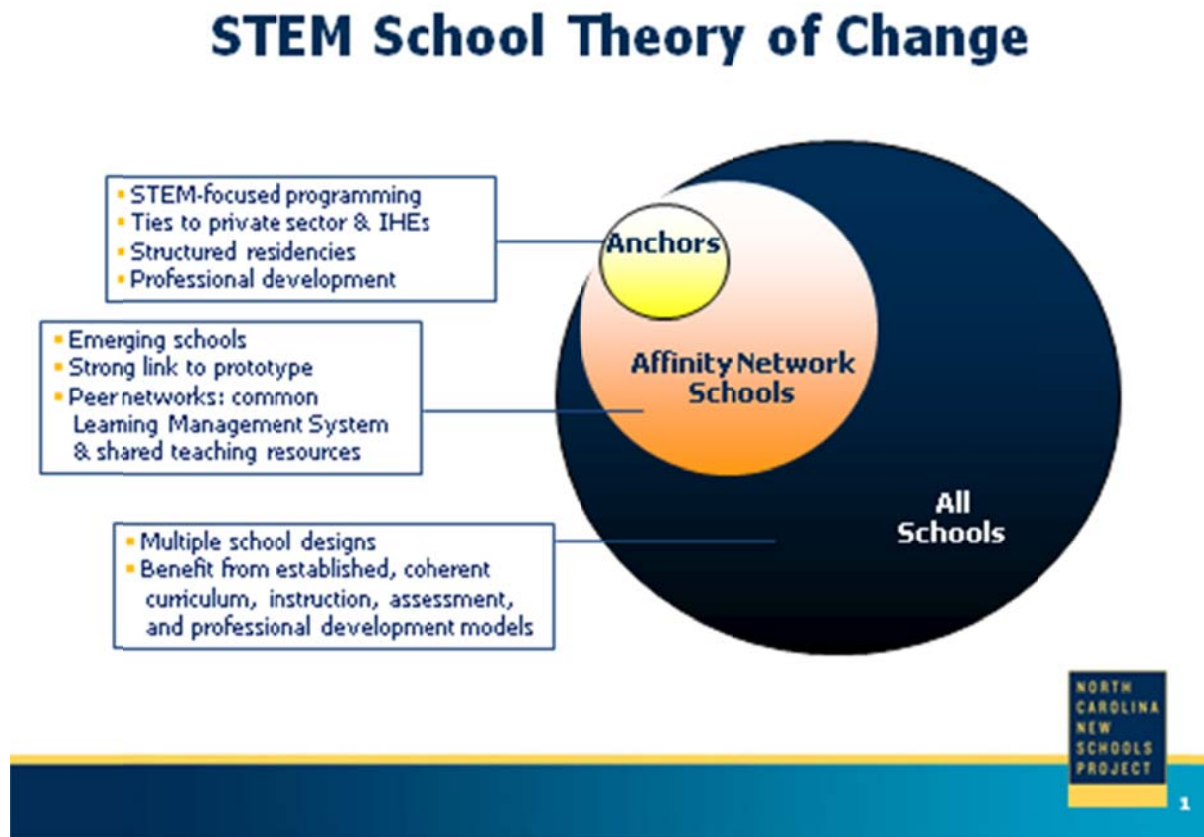 STEM School Theory of Change
▪ STEM-focused programming
▪ Ties to private sector & IHEs
▪ Structured residencies
▪ Professional development
Anchors
▪ Emerging schools
▪ Strong link to prototype
▪ Peer networks: common
Learning Management System
& shared teaching resources
Affinity Network
Schools
▪ Multiple school designs
▪ Benefit from established, coherent
curriculum, instruction, assessment,
and professional development models
All
Schools
NORTH
CAROLINA
NEW
SCHOOLS
PROJECT
1